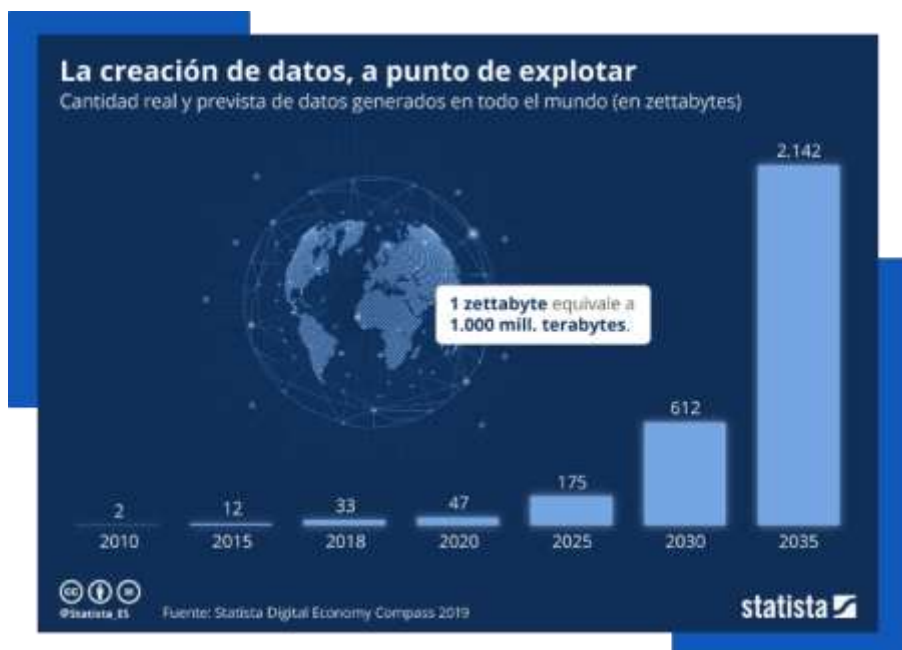 La creación de datos, a punto de explotar
Cantidad real y prevista de datos generados en todo el mundo (en zettabytes)
2.142
1 zettabyte equivale a
1.000 mill. terabytes.
612
175
47
33
12
2
2010 2015 2018 2020 2025 2030 2035
@Statista_ES
Fuente: Statista Digital Economy Compass 2019
statista